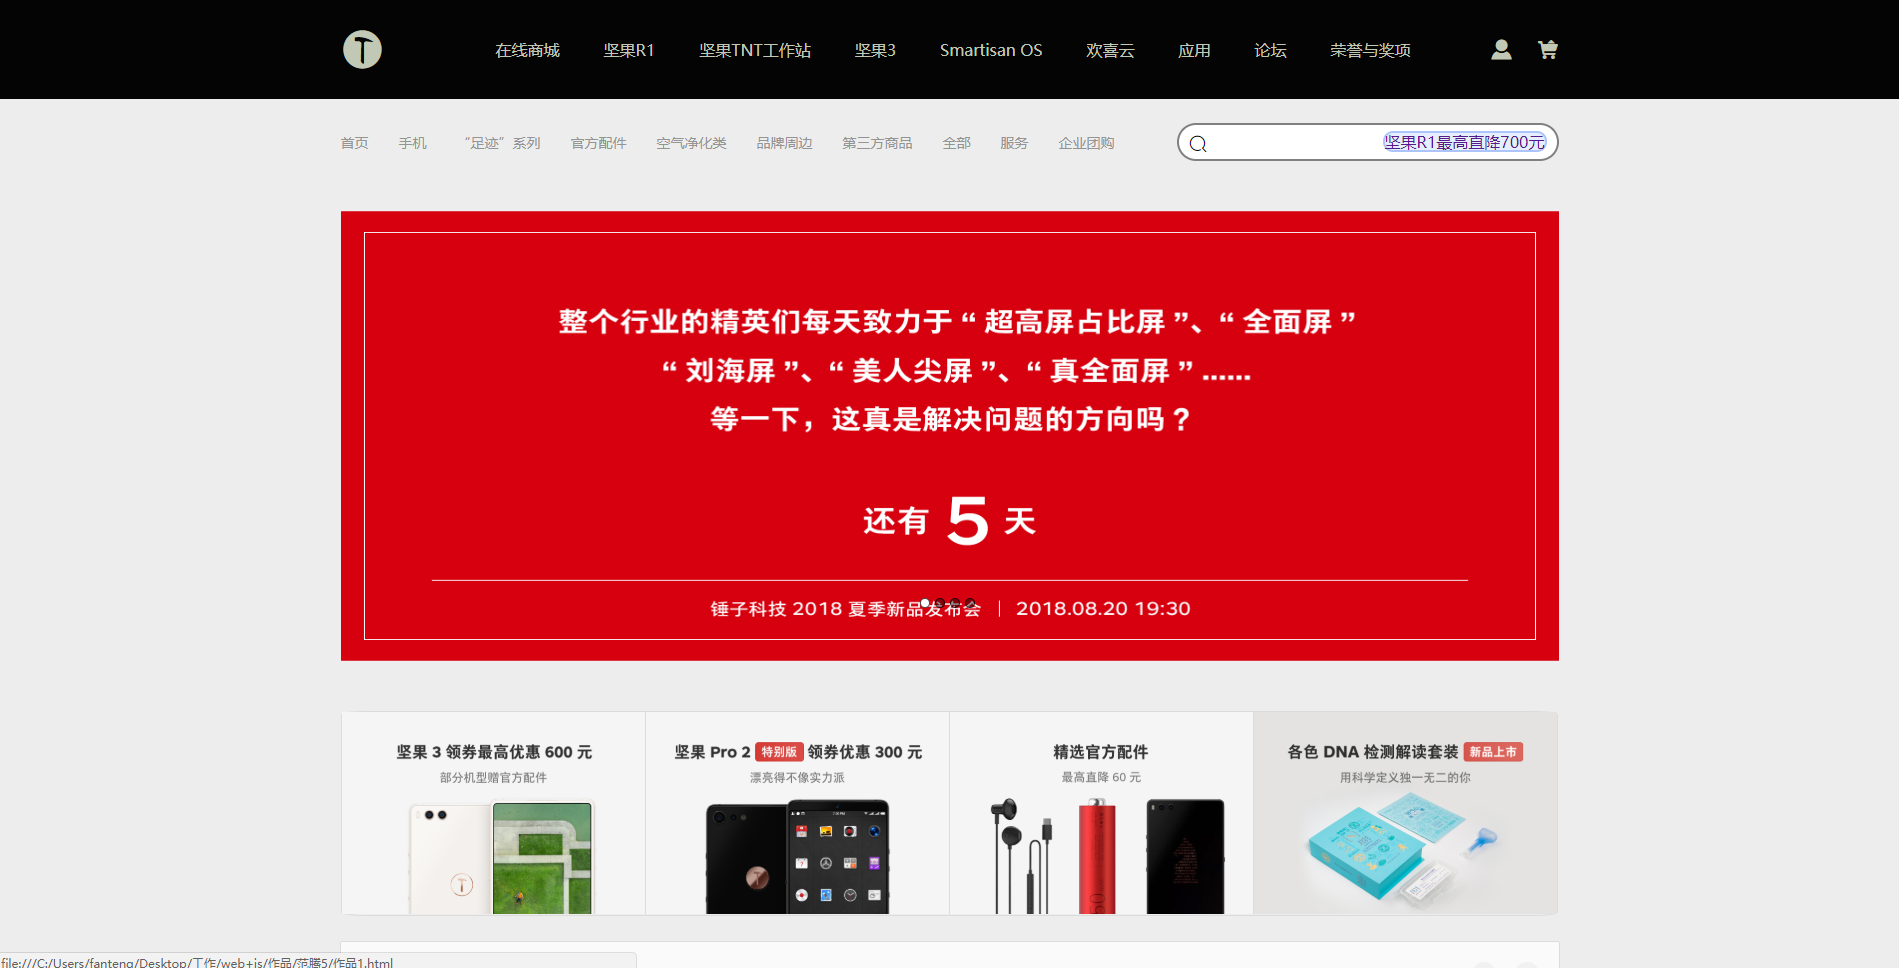 在线商城 坚果R1 坚果TNT工作站 坚果3 Smartisan OS 欢喜云 应用 论坛 荣誉与奖项
首页 手机 “足迹”系列 官方配件 空气净化类 品牌周边 第三方商品 全部 服务 企业团购 坚果R1最高直降700元
整个行业的精英们每天致力于“超高屏占比屏”、“全面屏”
“刘海屏”、“美人尖屏”、“真全面屏”......
等一下，这真是解决问题的方向吗？
还有 5 天
锤子科技 2018 夏季新品发布会 | 2018.08.20 19:30
坚果 3 领券最高优惠 600 元
部分机型赠官方配件
坚果 Pro 2 特别版 领券优惠 300 元
漂亮得不像实力派
精选官方配件
最高直降 60 元
各色 DNA 检测解读套装 新品上市
用科学定义独一无二的你
file:///C:/Users/fanteng/Desktop/工作/web+js/作品/范腾5/作品1.html